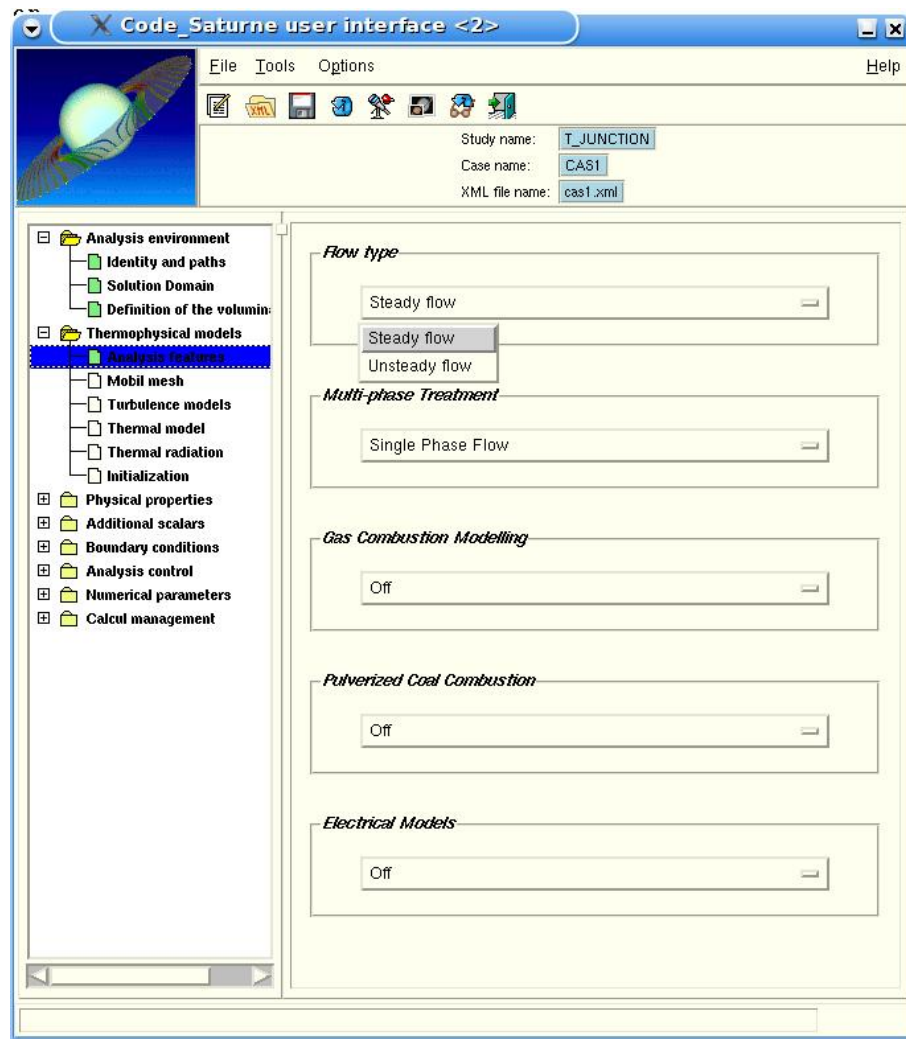 Code_Saturne user interface <2>
File Tools Options Help
Study name: T_JUNCTION
Case name: CAS1
XML file name: cas1.xml
Analysis environment
Identity and paths
Solution Domain
Definition of the volumin
Thermophysical models
Analysis features
Mobil mesh
Turbulence models
Thermal model
Thermal radiation
Initialization
Physical properties
Additional scalars
Boundary conditions
Analysis control
Numerical parameters
Calcul management
Flow type
Steady flow
Steady flow
Unsteady flow
Multi-phase Treatment
Single Phase Flow
Gas Combustion Modelling
Off
Pulverized Coal Combustion
Off
Electrical Models
Off